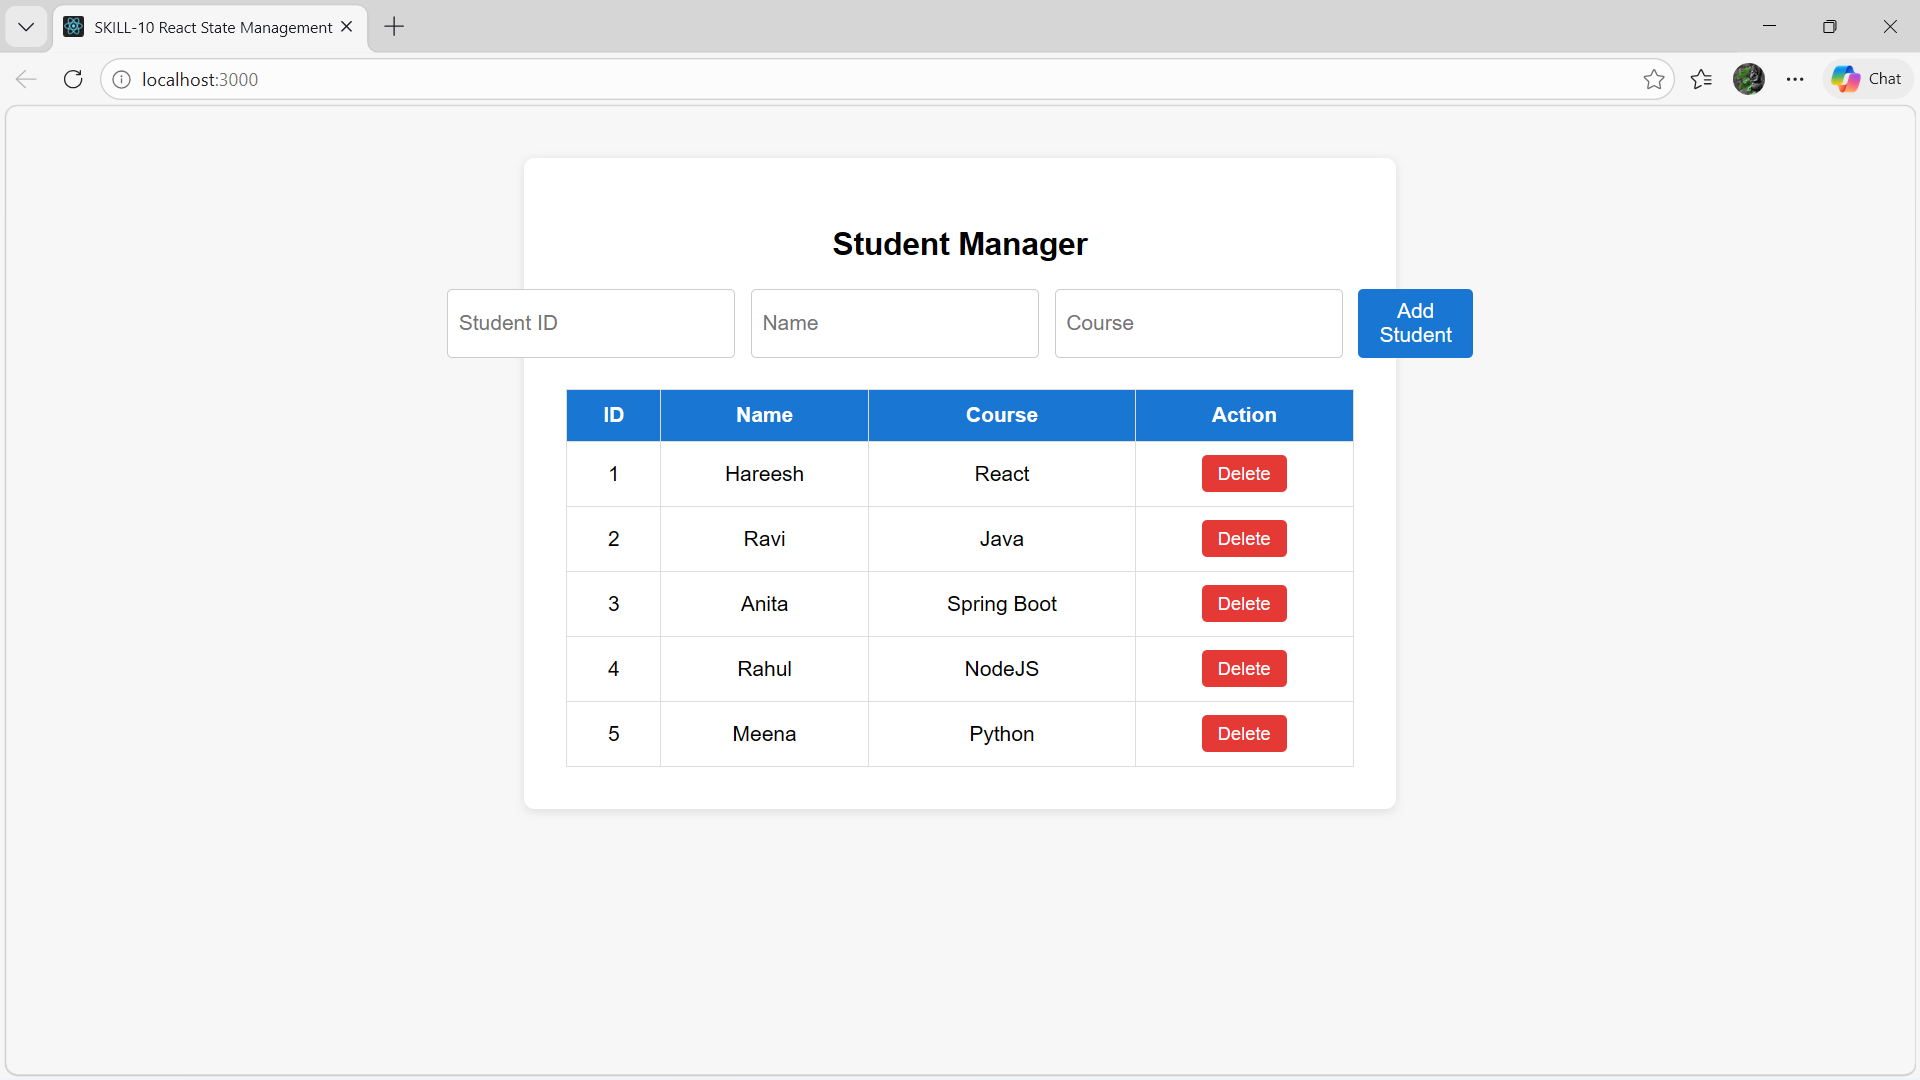 SKILL-10 React State Management
localhost:3000
Chat
Student Manager
Student ID Name Course Add
Student
ID Name Course Action
1 Hareesh React Delete
2 Ravi Java Delete
3 Anita Spring Boot Delete
4 Rahul NodeJS Delete
5 Meena Python Delete